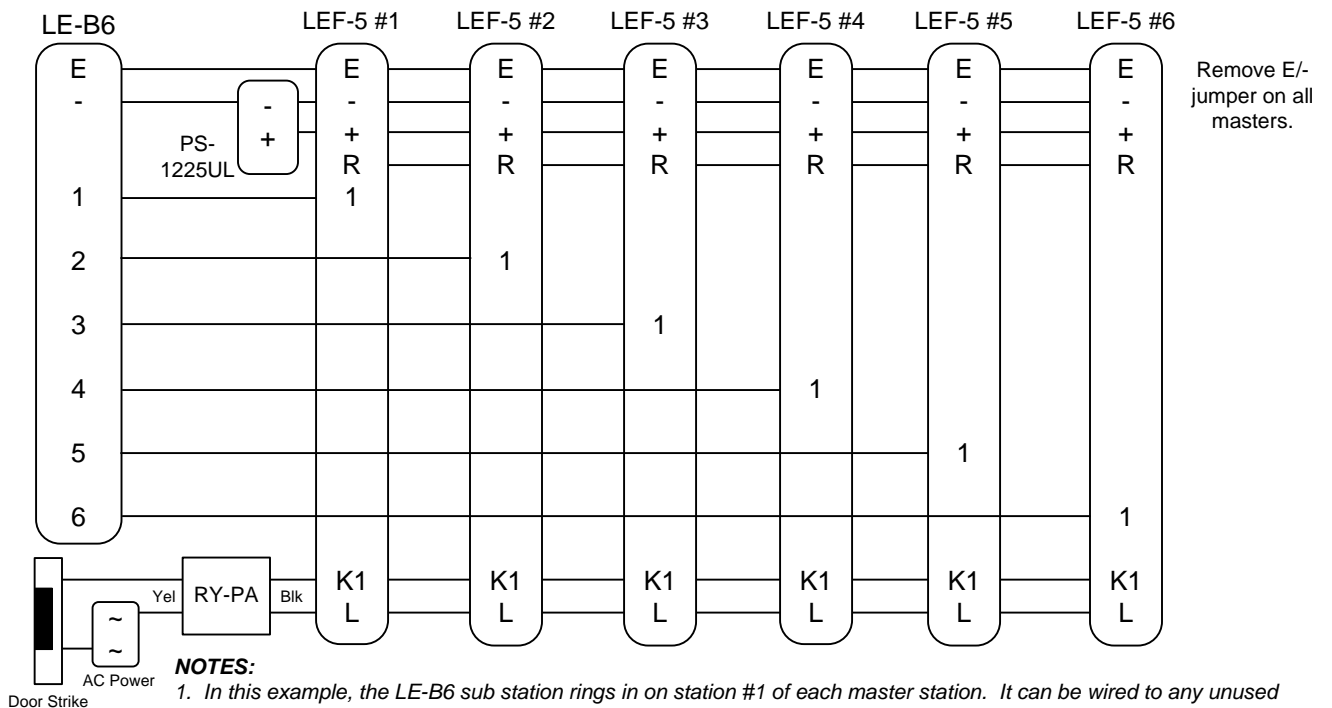 LE-B6 LEF-5 #1 LEF-5 #2 LEF-5 #3 LEF-5 #4 LEF-5 #5 LEF-5 #6
E E E E E E E
- - - - - - - -
+ + + + + + +
R R R R R R
Remove E/-
jumper on all
masters.
PS-
1225UL
1 1
2 1
3 1
4 1
5 1
6 1
K1 K1 K1 K1 K1 K1
Yel RY-PA Blk
L L L L L L
~
~
AC Power
Door Strike
NOTES:
1. In this example, the LE-B6 sub station rings in on station #1 of each master station. It can be wired to any unused